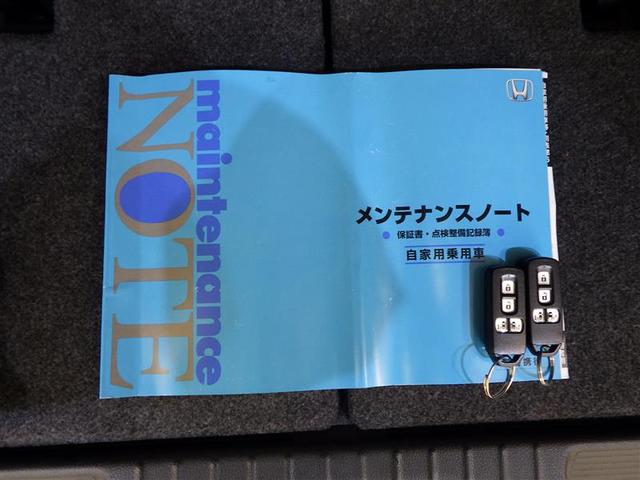 maintenance
NOTE
メンテナンスノート
保証書・点検整備記録簿
自家用乗用車